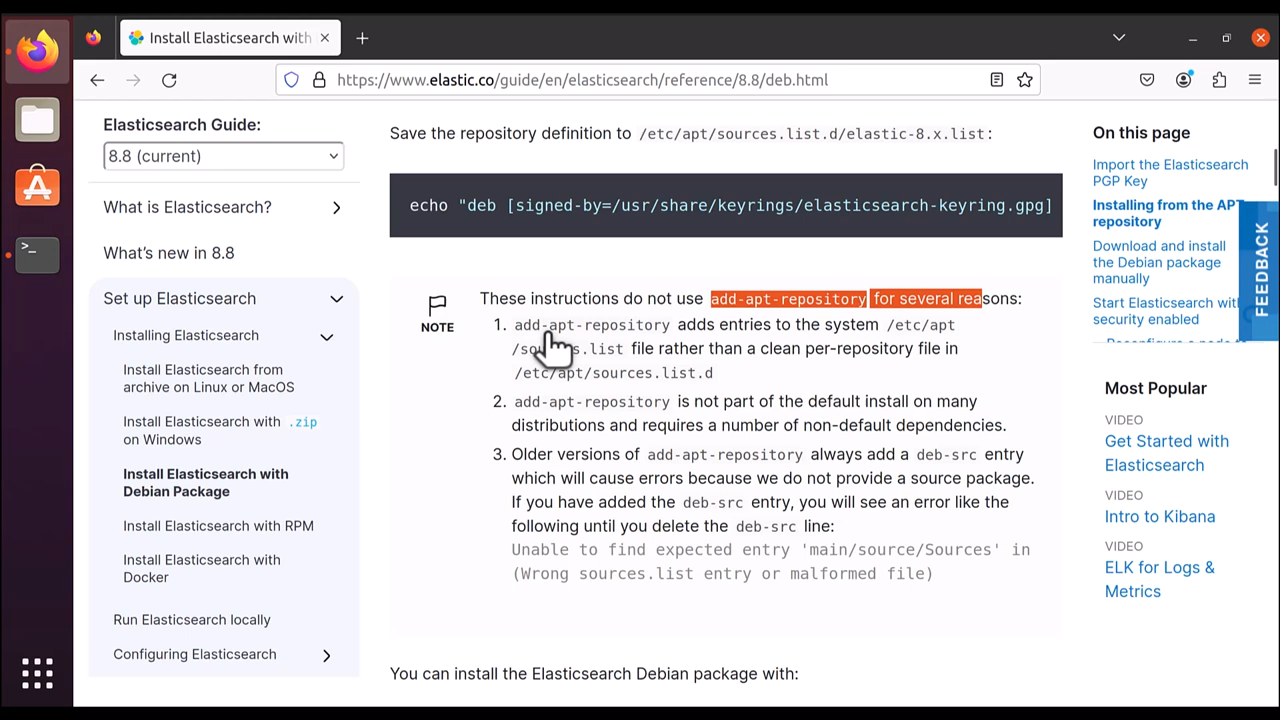 Install Elasticsearch with
https://www.elastic.co/guide/en/elasticsearch/reference/8.8/deb.html
Elasticsearch Guide:
8.8 (current)
What is Elasticsearch?
What's new in 8.8
Set up Elasticsearch
Installing Elasticsearch
Install Elasticsearch from
archive on Linux or MacOS
Install Elasticsearch with .zip
on Windows
Install Elasticsearch with
Debian Package
Install Elasticsearch with RPM
Install Elasticsearch with
Docker
Run Elasticsearch locally
Configuring Elasticsearch
Save the repository definition to /etc/apt/sources.list.d/elastic-8.x.list:
echo "deb [signed-by=/usr/share/keyrings/elasticsearch-keyring.gpg]
NOTE
These instructions do not use add-apt-repository for several reasons:
1. add-apt-repository adds entries to the system /etc/apt
/sources.list file rather than a clean per-repository file in
/etc/apt/sources.list.d
2. add-apt-repository is not part of the default install on many
distributions and requires a number of non-default dependencies.
3. Older versions of add-apt-repository always add a deb-src entry
which will cause errors because we do not provide a source package.
If you have added the deb-src entry, you will see an error like the
following until you delete the deb-src line:
Unable to find expected entry 'main/source/Sources' in
(Wrong sources.list entry or malformed file)
You can install the Elasticsearch Debian package with:
On this page
Import the Elasticsearch
PGP Key
Installing from the APT
repository
Download and install
the Debian package
manually
Start Elasticsearch with
security enabled
FEEDBACK
Most Popular
VIDEO
Get Started with
Elasticsearch
VIDEO
Intro to Kibana
VIDEO
ELK for Logs &
Metrics